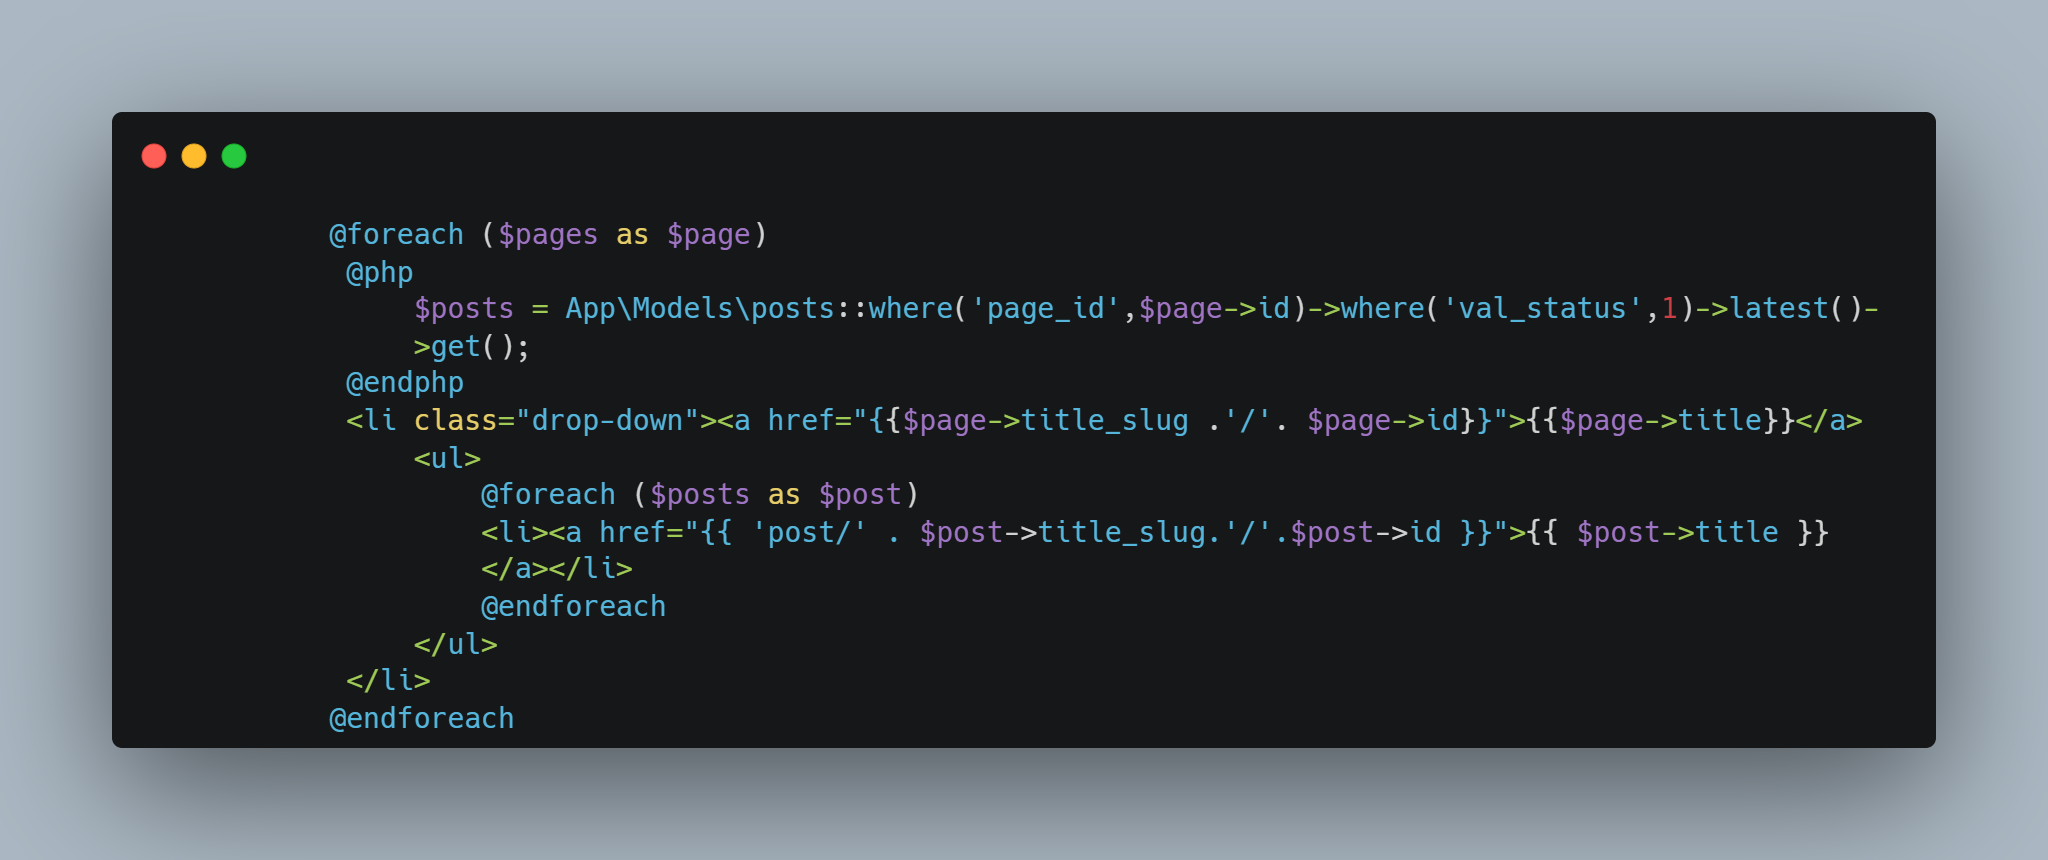 @foreach ($pages as $page)
@php
$posts = App\Models\posts::where('page_id',$page->id)->where('val_status',1)->latest()-
>get();
@endphp
<li class="drop-down"><a href="{{$page->title_slug .'/'. $page->id}}">{{$page->title}}</a>
<ul>
@foreach ($posts as $post)
<li><a href="{{ 'post/' . $post->title_slug.'/'.$post->id }}">{{ $post->title }}
</a></li>
@endforeach
</ul>
</li>
@endforeach